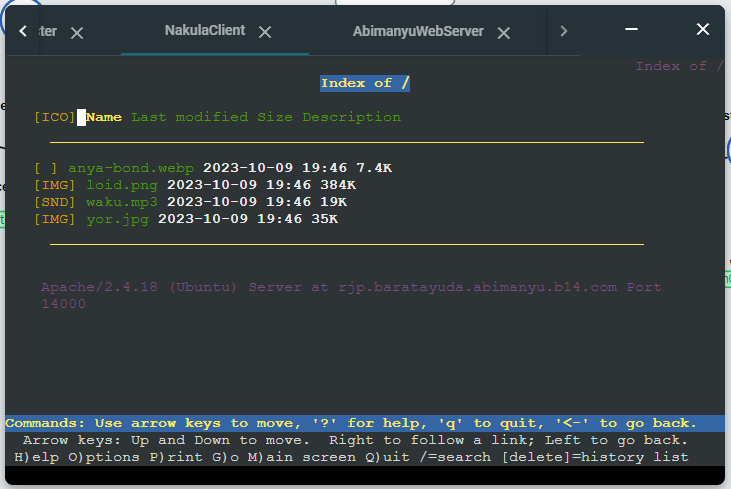 ter NakulaClient AbimanyuWebServer
Index of /
Index of /
[ICO] Name Last modified Size Description
[ ] anya-bond.webp 2023-10-09 19:46 7.4K
[IMG] loid.png 2023-10-09 19:46 384K
[SND] waku.mp3 2023-10-09 19:46 19K
[IMG] yor.jpg 2023-10-09 19:46 35K
Apache/2.4.18 (Ubuntu) Server at rjp.baratayuda.abimanyu.b14.com Port
14000
Commands: Use arrow keys to move, '?' for help, 'q' to quit, '<-' to go back.
Arrow keys: Up and Down to move. Right to follow a link; Left to go back.
H)elp O)ptions P)rint G)o M)ain screen Q)uit /=search [delete]=history list